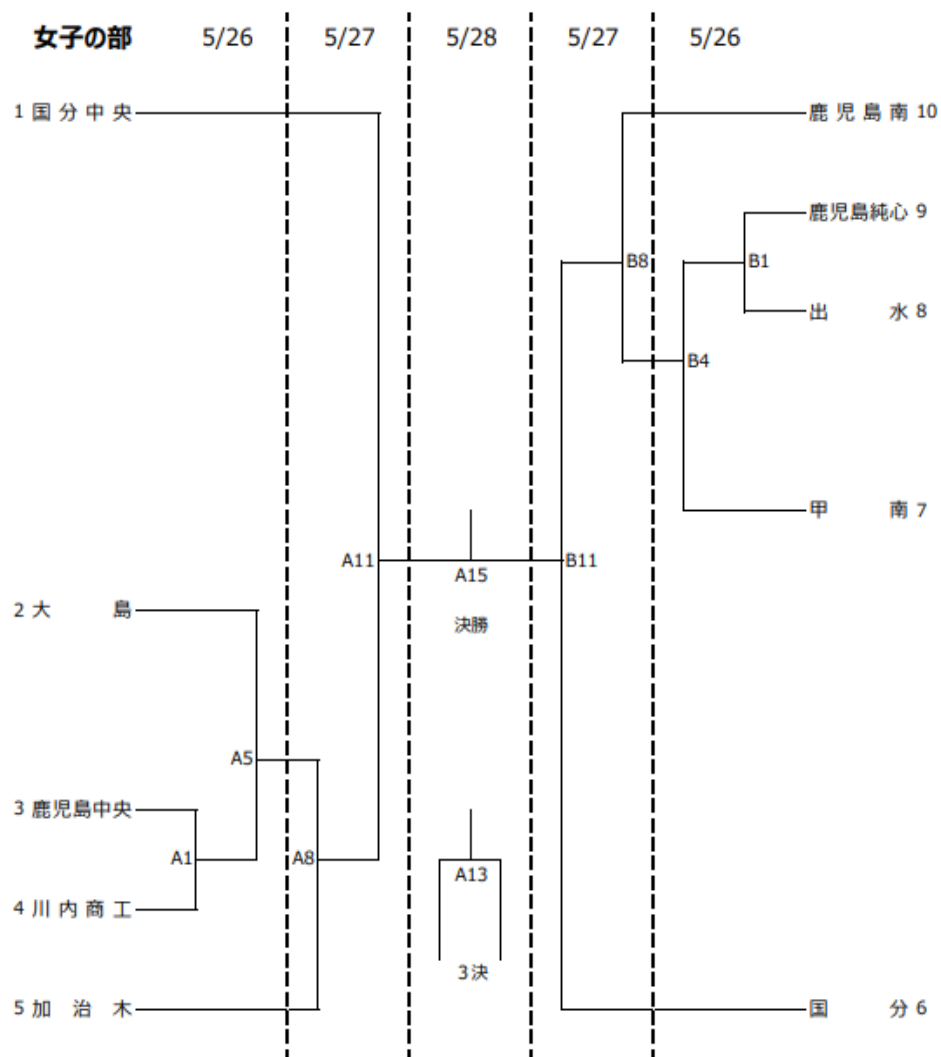 女子の部 5/26 5/27 5/28 5/27 5/26
1 国分中央
鹿児島南 10
鹿児島純心 9
B8
B1
出水 8
B4
甲南 7
A11
B11
A15
2 大島
決勝
A5
3 鹿児島中央
A1
A8
A13
4 川内商工
3決
5 加治木
国分 6